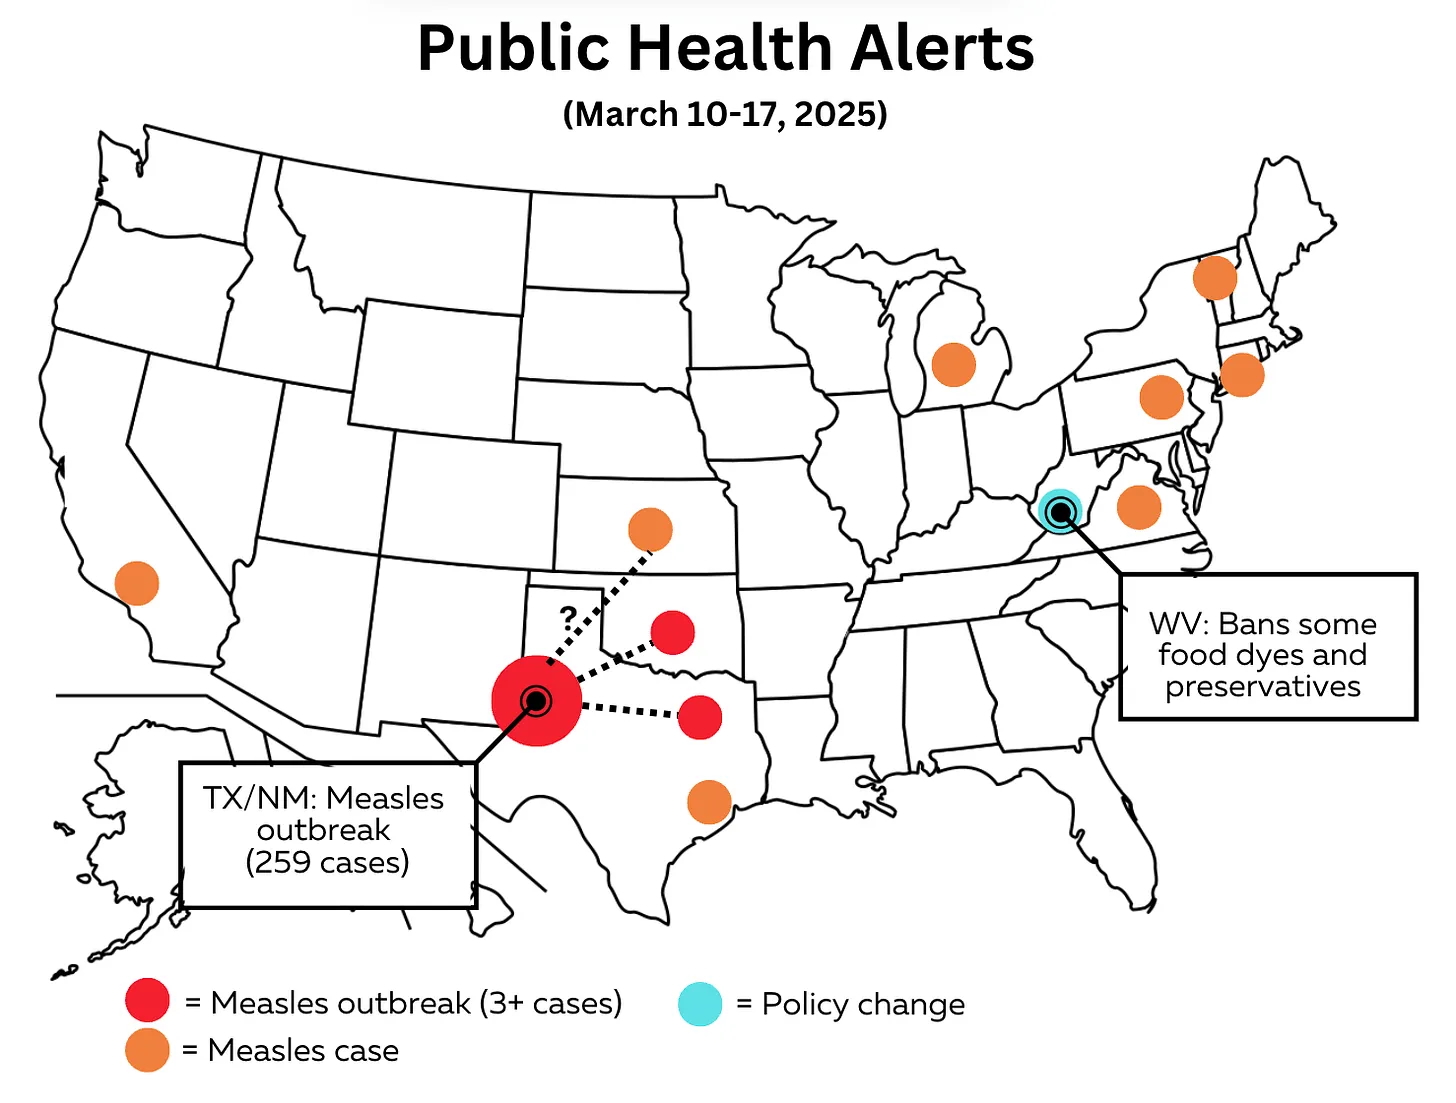 Public Health Alerts
(March 10-17, 2025)
?
WV: Bans some
food dyes and
preservatives
TX/NM: Measles
outbreak
(259 cases)
= Measles outbreak (3+ cases)
= Policy change
= Measles case